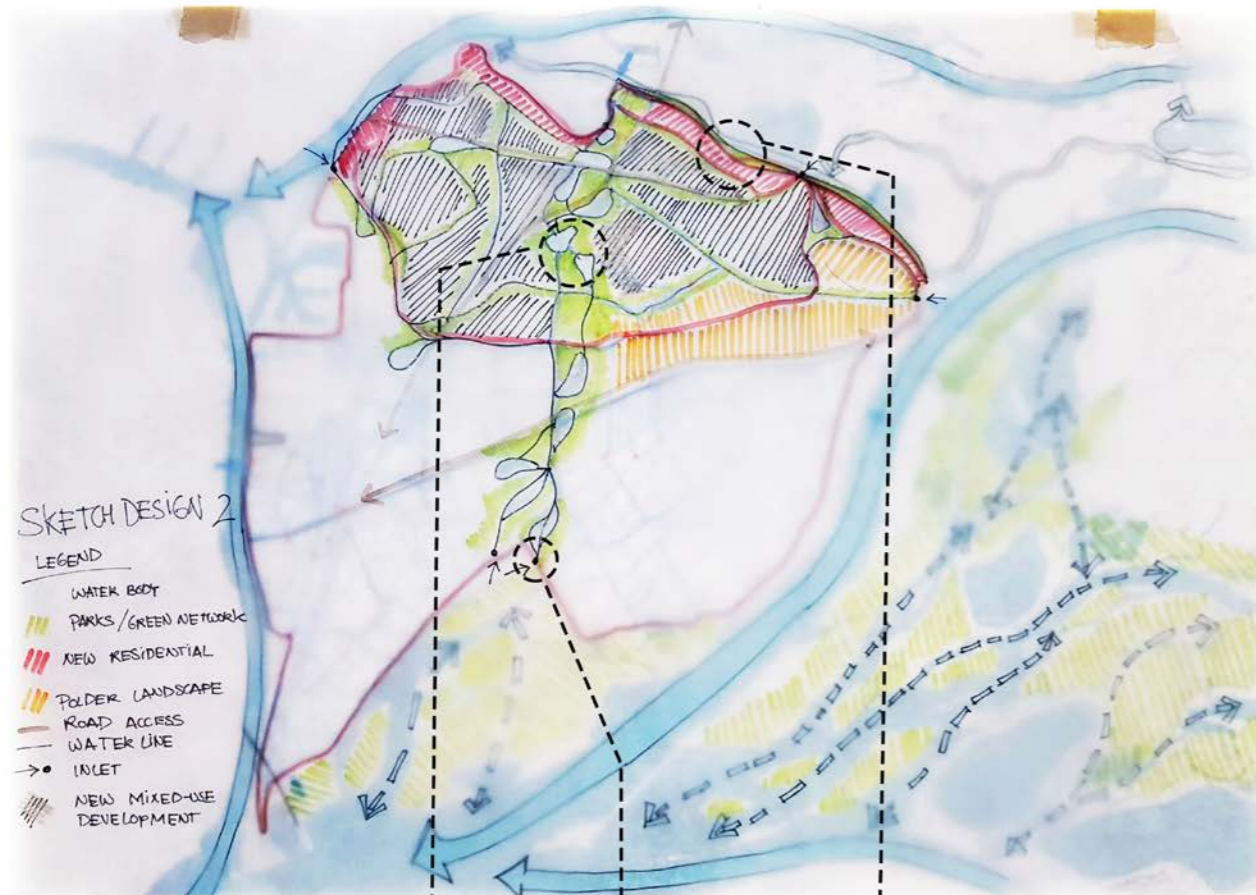 SKETCH DESIGN 2
LEGEND
WATER BODY
PARKS/GREEN NETWORK
NEW RESIDENTIAL
POLDER LANDSCAPE
ROAD ACCESS
WATER LINE
INLET
NEW MIXED-USE
DEVELOPMENT